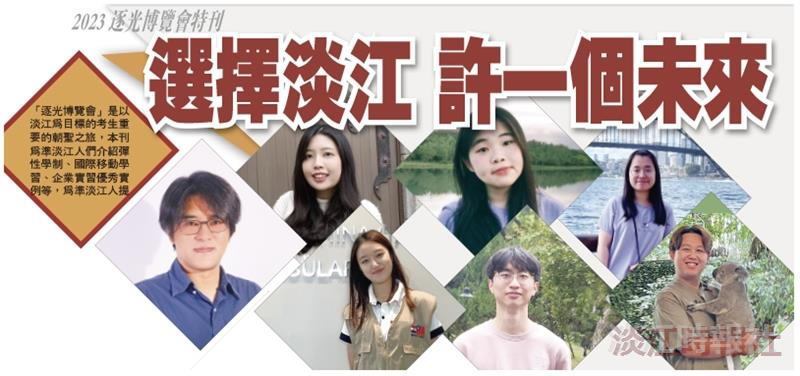 2023 逐光博覽會特刊
選擇淡江 許一個未來
「逐光博覽會」是以
淡江為目標的考生重
要的朝聖之旅，本刊
為準淡江人們介紹彈
性學制、國際移動學
習、企業實習優秀實
例等，為準淡江人提
INA
SULAR
淡江時報社